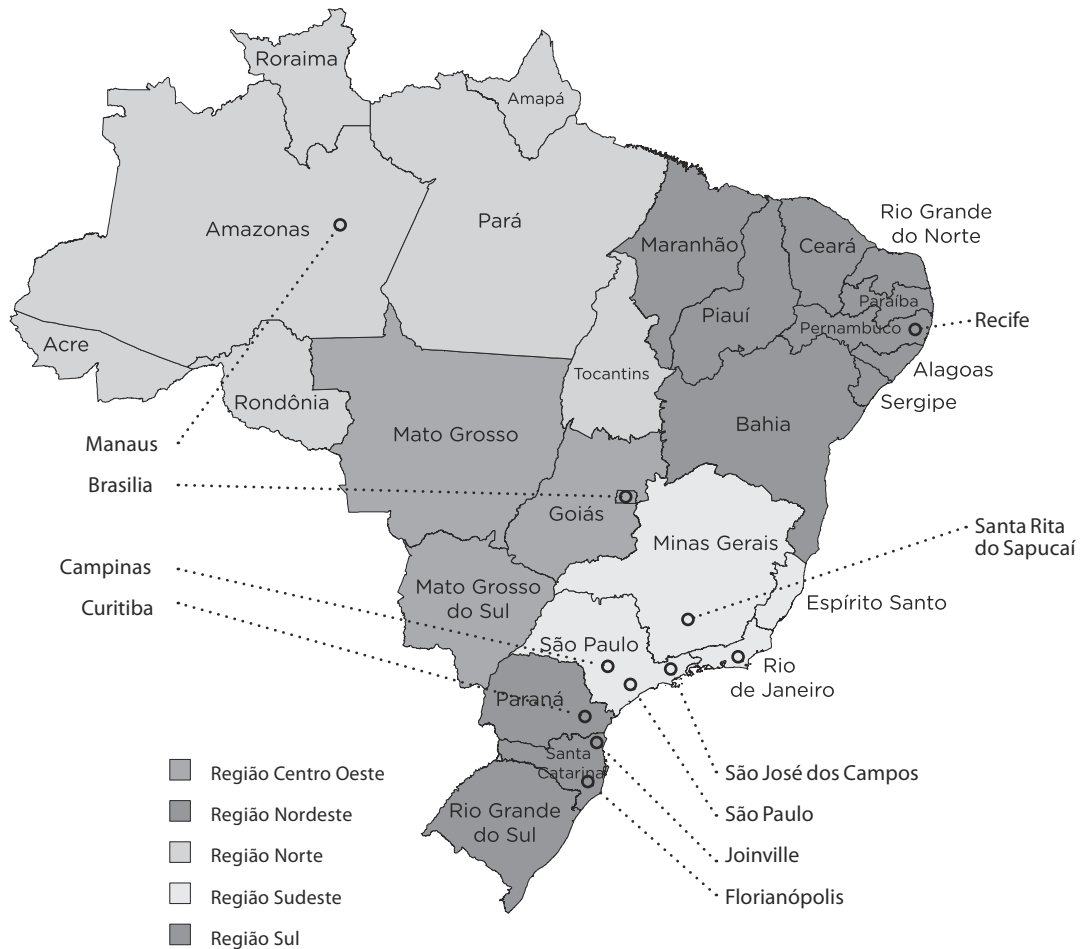 Roraima
Amapá
Amazonas
Pará
Maranhão
Ceará
Rio Grande
do Norte
Paraíba
Piauí
Pernambuco
Recife
Acre
Tocantins
Alagoas
Sergipe
Rondônia
Mato Grosso
Bahia
Manaus
Brasilia
Goiás
Minas Gerais
Santa Rita
do Sapucaí
Campinas
Curitiba
Mato Grosso
do Sul
Espírito Santo
São Paulo
Rio
de Janeiro
Paraná
Santa
Catarina
São José dos Campos
São Paulo
Joinville
Florianópolis
Rio Grande
do Sul
Região Centro Oeste
Região Nordeste
Região Norte
Região Sudeste
Região Sul